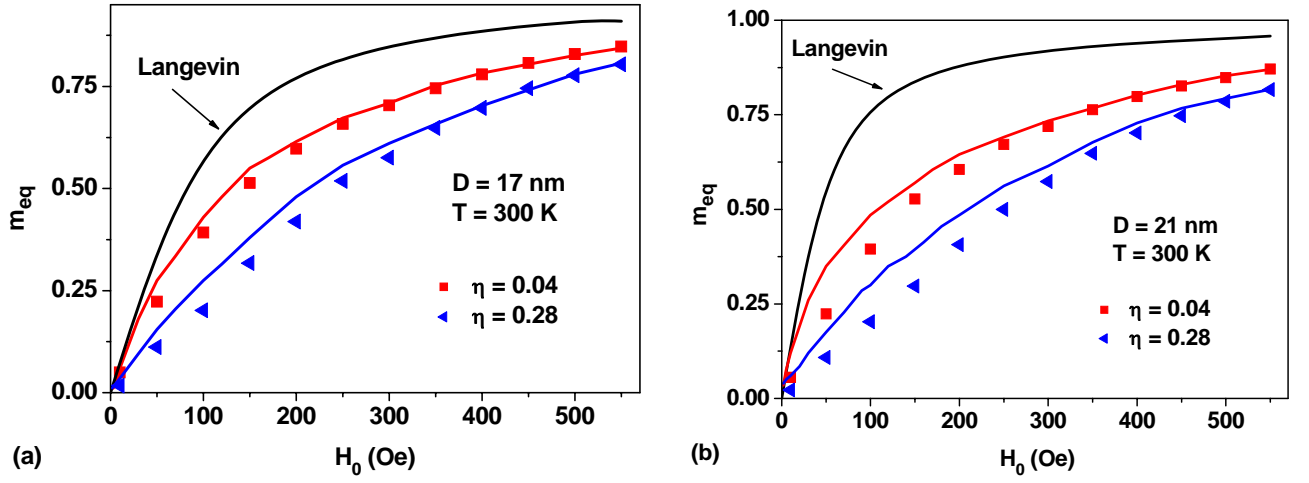 Langevin
D = 17 nm
T = 300 K
η = 0.04
η = 0.28
m_eq
0.75
0.50
0.25
0.00
0 100 200 300 400 500
H_0 (Oe)
(a)
Langevin
D = 21 nm
T = 300 K
η = 0.04
η = 0.28
m_eq
1.00
0.75
0.50
0.25
0.00
0 100 200 300 400 500
H_0 (Oe)
(b)